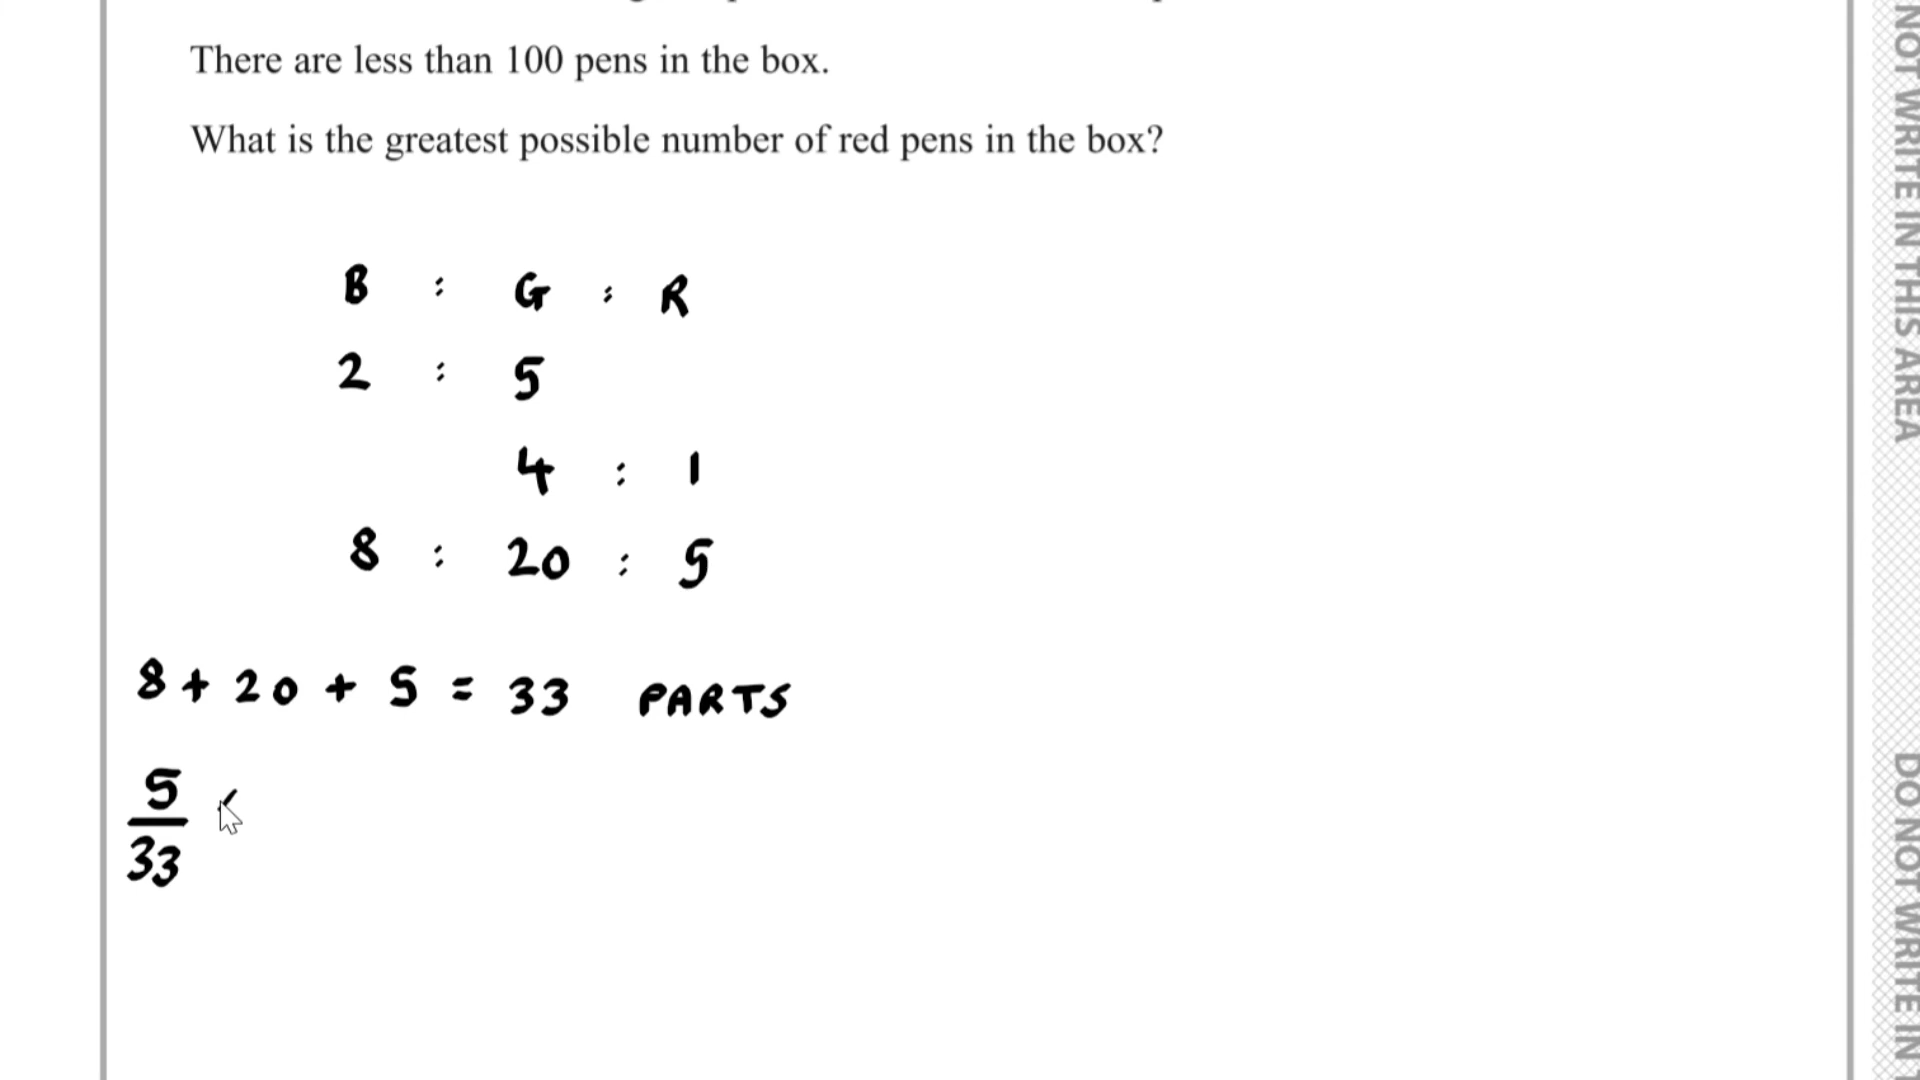 There are less than 100 pens in the box.
What is the greatest possible number of red pens in the box?
B : G : R
2 : 5
4 : 1
8 : 20 : 5
8 + 20 + 5 = 33 PARTS
5
33
NOT WRITE IN THIS AREA
DO NOT WRITE IN